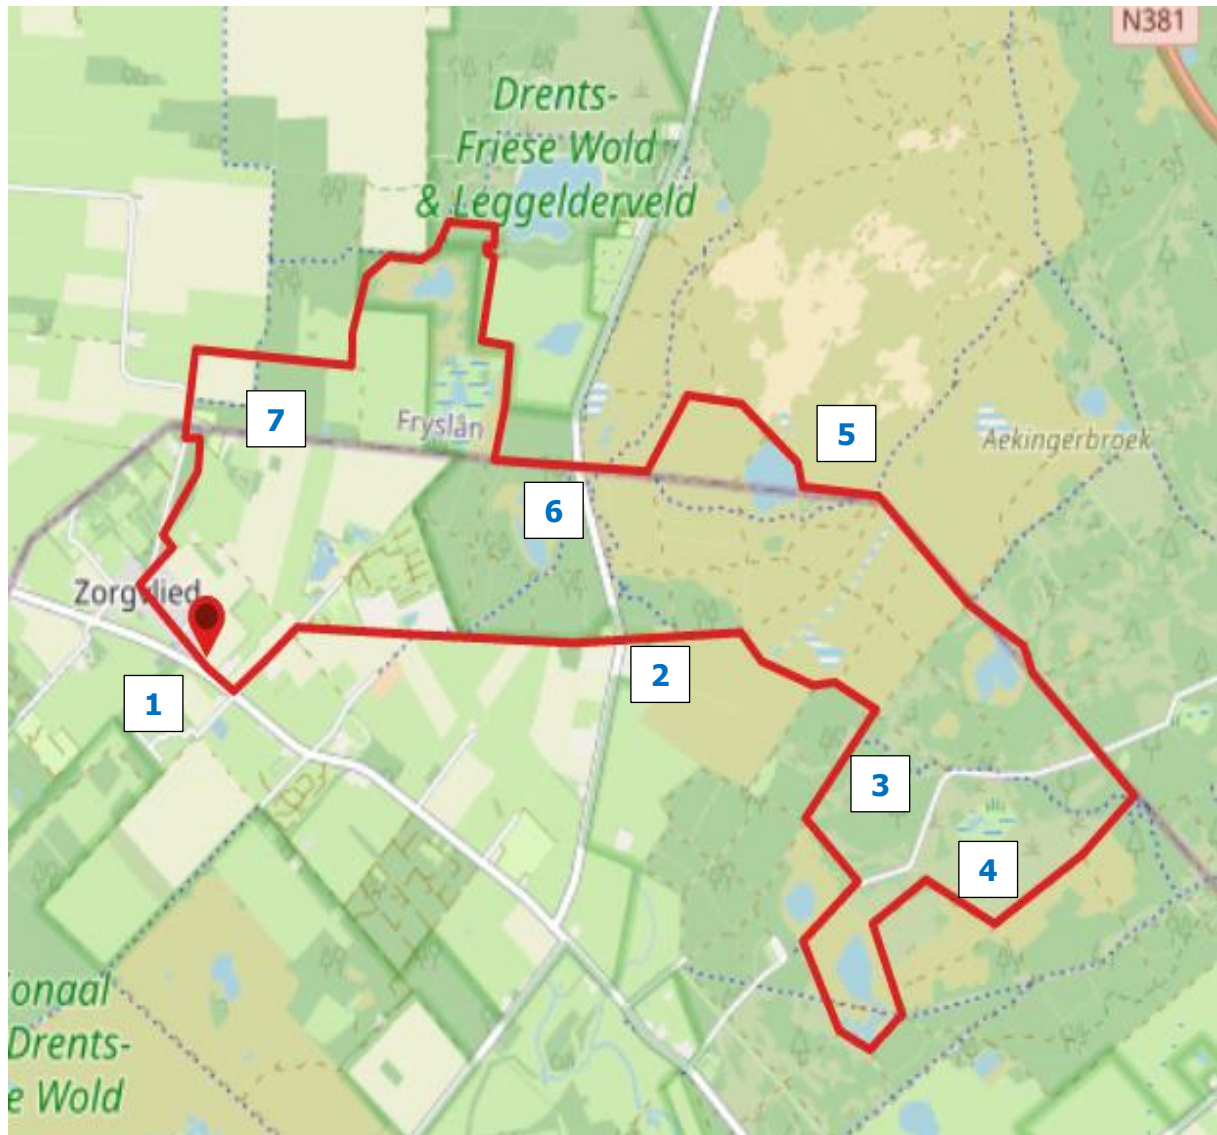 N381
Drents-
Friese Wold
& Leggelderveld
5
7
Fryslân
Aekingerbroek
6
Zorgvlied
2
1
3
4
onaal
Drents-
e Wold